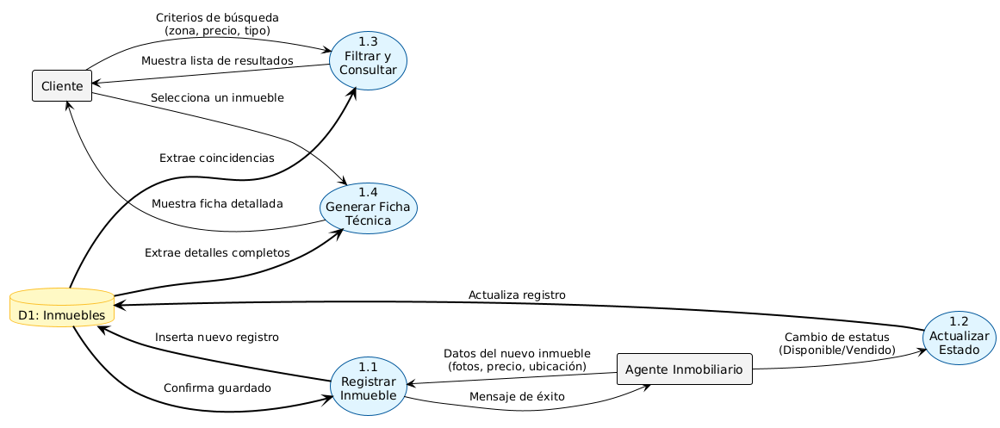 Criterios de búsqueda
(zona, precio, tipo)
1.3
Filtrar y
Consultar
Muestra lista de resultados
Cliente
Selecciona un inmueble
Extrae coincidencias
1.4
Generar Ficha
Técnica
Muestra ficha detallada
Extrae detalles completos
D1: Inmuebles
Actualiza registro
1.2
Actualizar
Estado
Inserta nuevo registro
Cambio de estatus
(Disponible/Vendido)
Datos del nuevo inmueble
(fotos, precio, ubicación)
Agente Inmobiliario
1.1
Registrar
Inmueble
Confirma guardado
Mensaje de éxito